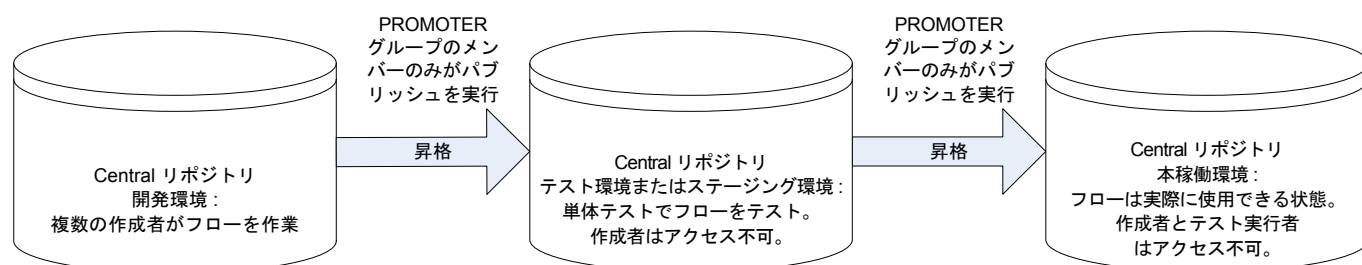 PROMOTER
グループのメン
バーのみがパブ
リッシュを実行
PROMOTER
グループのメン
バーのみがパブ
リッシュを実行
Central リポジトリ
開発環境 :
複数の作成者がフローを作業
昇格
Central リポジトリ
テスト環境またはステージング環境 :
単体テストでフローをテスト。
作成者はアクセス不可。
昇格
Central リポジトリ
本稼働環境 :
フローは実際に使用できる状態。
作成者とテスト実行者
はアクセス不可。